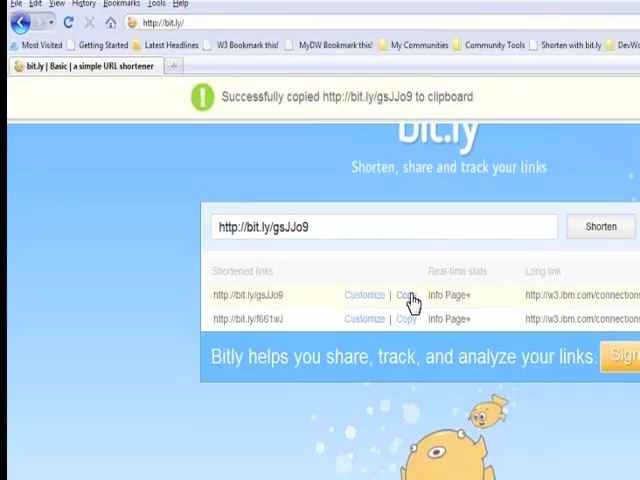 File Edit View History Bookmarks Tools Help
http://bit.ly/
Most Visited Getting Started Latest Headlines W3 Bookmark this! MyDW Bookmark this! My Communities Community Tools Shorten with bit.ly
bit.ly | Basic | a simple URL shortener
Successfully copied http://bit.ly/gsJJo9 to clipboard
bit.ly
Shorten, share and track your links
http://bit.ly/gsJJo9 Shorten
Shortened links Real-time stats Long link
http://bit.ly/gsJJo9 Customize | Copy Info Page+ http://w3.ibm.com/connections
http://bit.ly/f661wJ Customize | Copy Info Page+ http://w3.ibm.com/connections
Bitly helps you share, track, and analyze your links. Sign